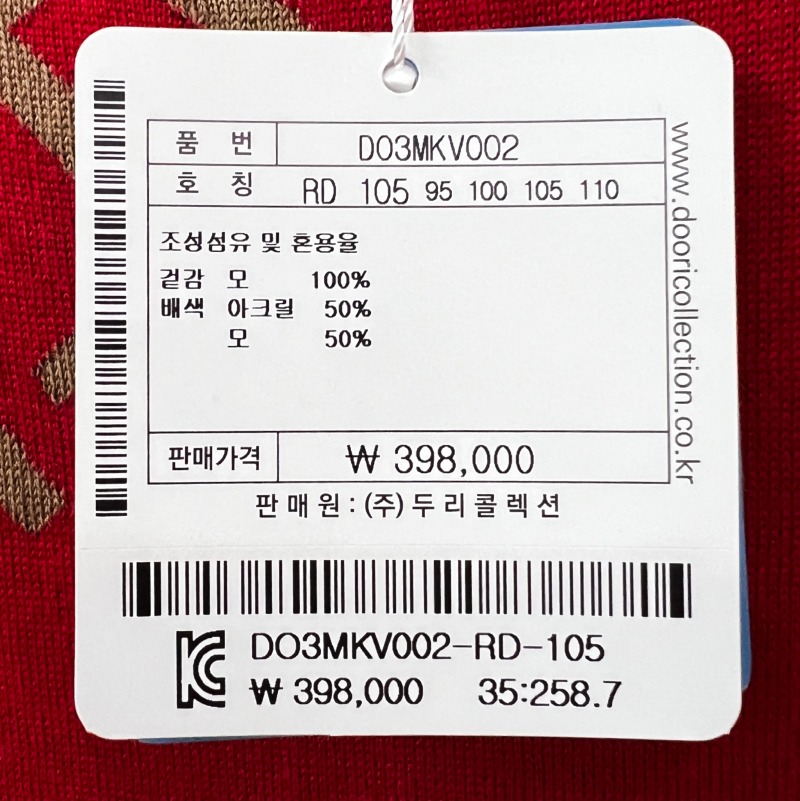 품 번 DO3MKV002
호 칭 RD 105 95 100 105 110
조성섬유 및 혼용율
겉감 모 100%
배색 아크릴 50%
모 50%
판매가격 ₩ 398,000
판 매 원 : (주) 두 리 콜 렉 션
www.dooricollection.co.kr
DO3MKV002-RD-105
₩ 398,000 35:258.7